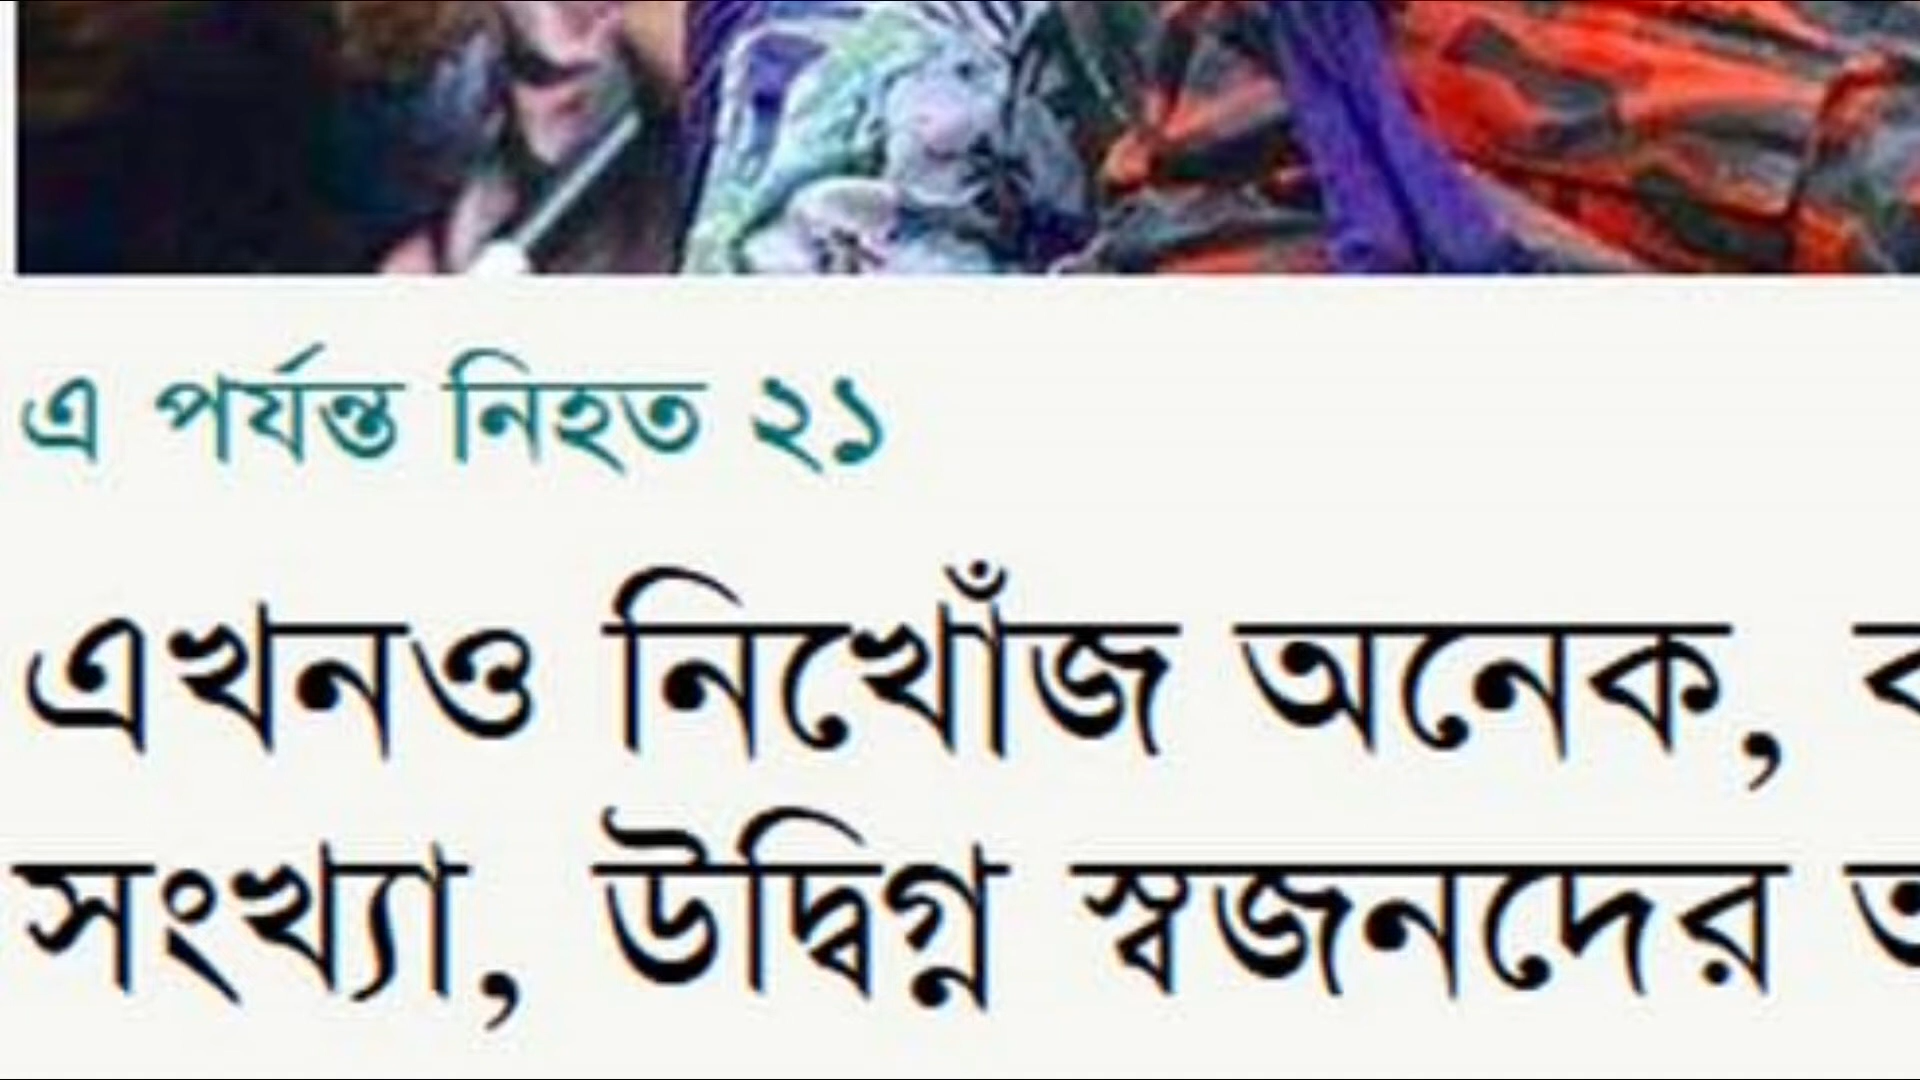 এ পর্যন্ত নিহত ২১
এখনও নিখোঁজ অনেক,
সংখ্যা, উদ্বিগ্ন স্বজনদের